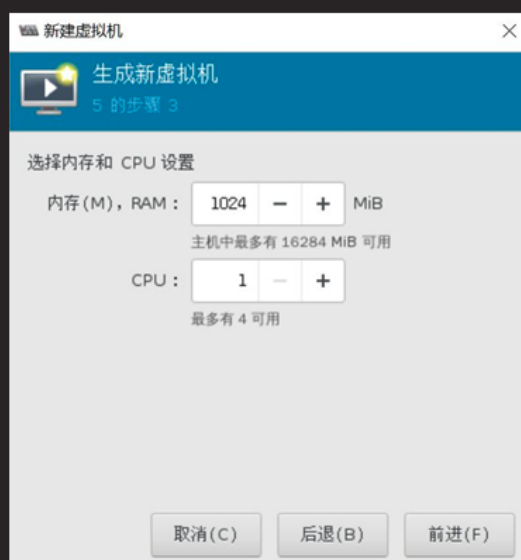 新建虚拟机
生成新虚拟机
5 的步骤 3
选择内存和 CPU 设置
内存(M)，RAM： 1024 − + MiB
主机中最多有 16284 MiB 可用
CPU： 1 − +
最多有 4 可用
取消(C) 后退(B) 前进(F)